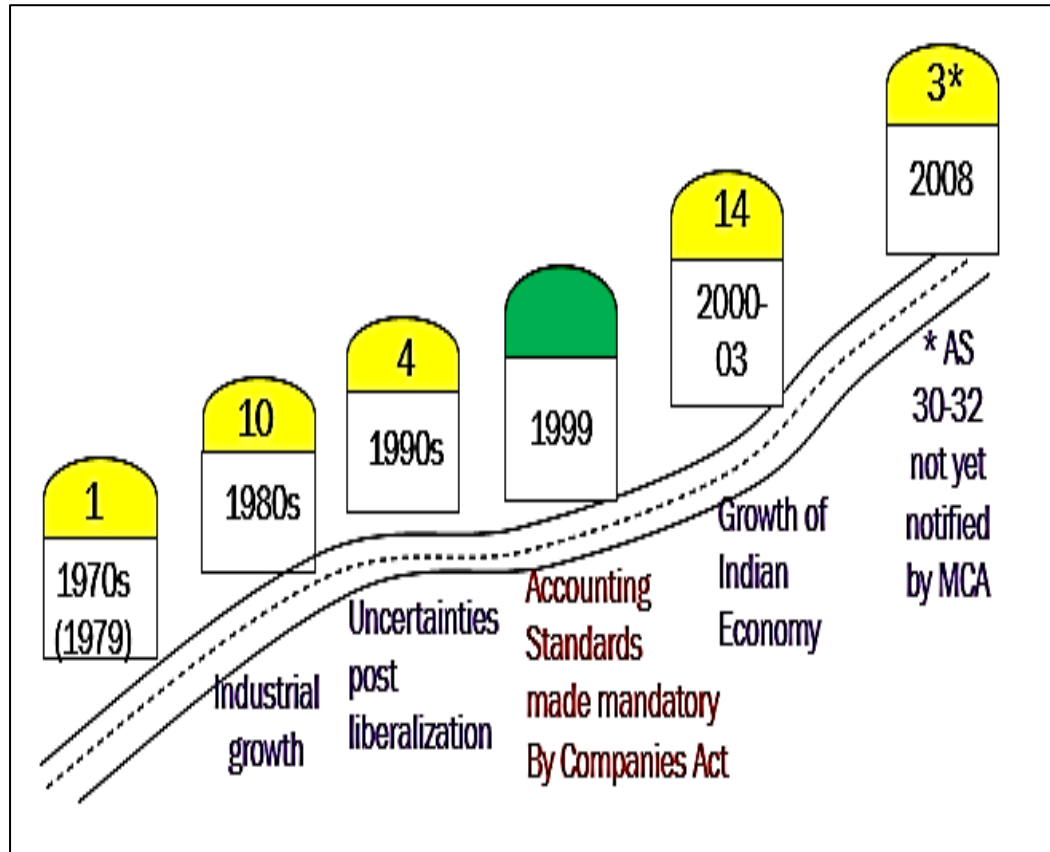 1
1970s
(1979)
10
1980s
Industrial
growth
4
1990s
Uncertainties
post
liberalization
1999
Accounting
Standards
made mandatory
By Companies Act
14
2000-
03
Growth of
Indian
Economy
3*
2008
* AS
30-32
not yet
notified
by MCA